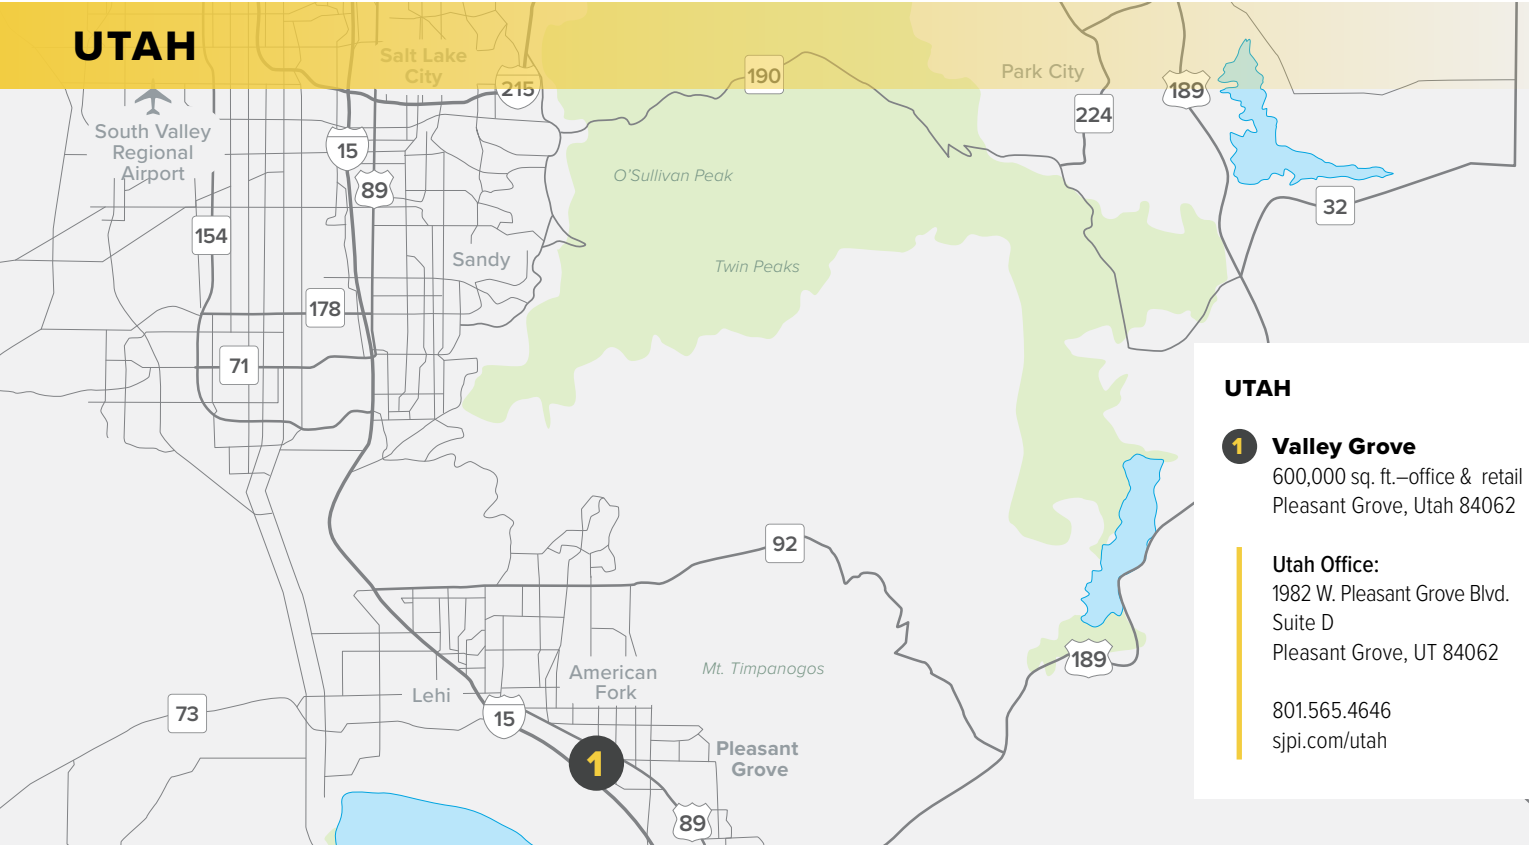 UTAH
Salt Lake
City
215
190
Park City
224
189
South Valley
Regional
Airport
15
89
O'Sullivan Peak
32
154
Sandy
Twin Peaks
178
71
UTAH
1 Valley Grove
600,000 sq. ft.–office & retail
Pleasant Grove, Utah 84062
Utah Office:
1982 W. Pleasant Grove Blvd.
Suite D
Pleasant Grove, UT 84062
801.565.4646
sjpi.com/utah
92
189
American
Fork
Mt. Timpanogos
Lehi
73
15
Pleasant
Grove
1
89